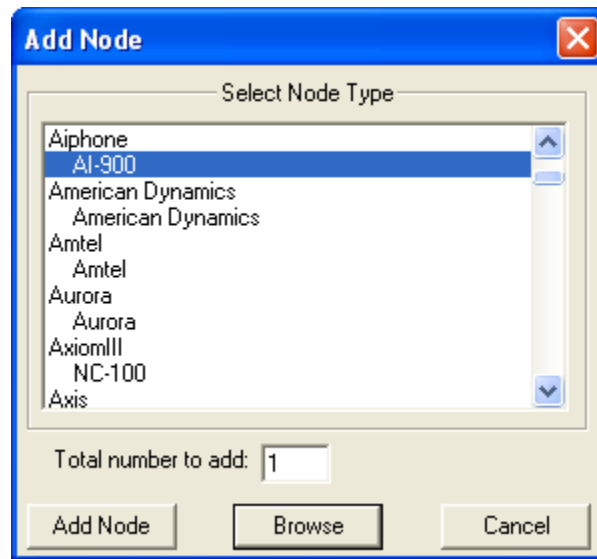 Add Node
Select Node Type
Aiphone
AI-900
American Dynamics
American Dynamics
Amtel
Amtel
Aurora
Aurora
AxiomIII
NC-100
Axis
Total number to add: 1
Add Node Browse Cancel